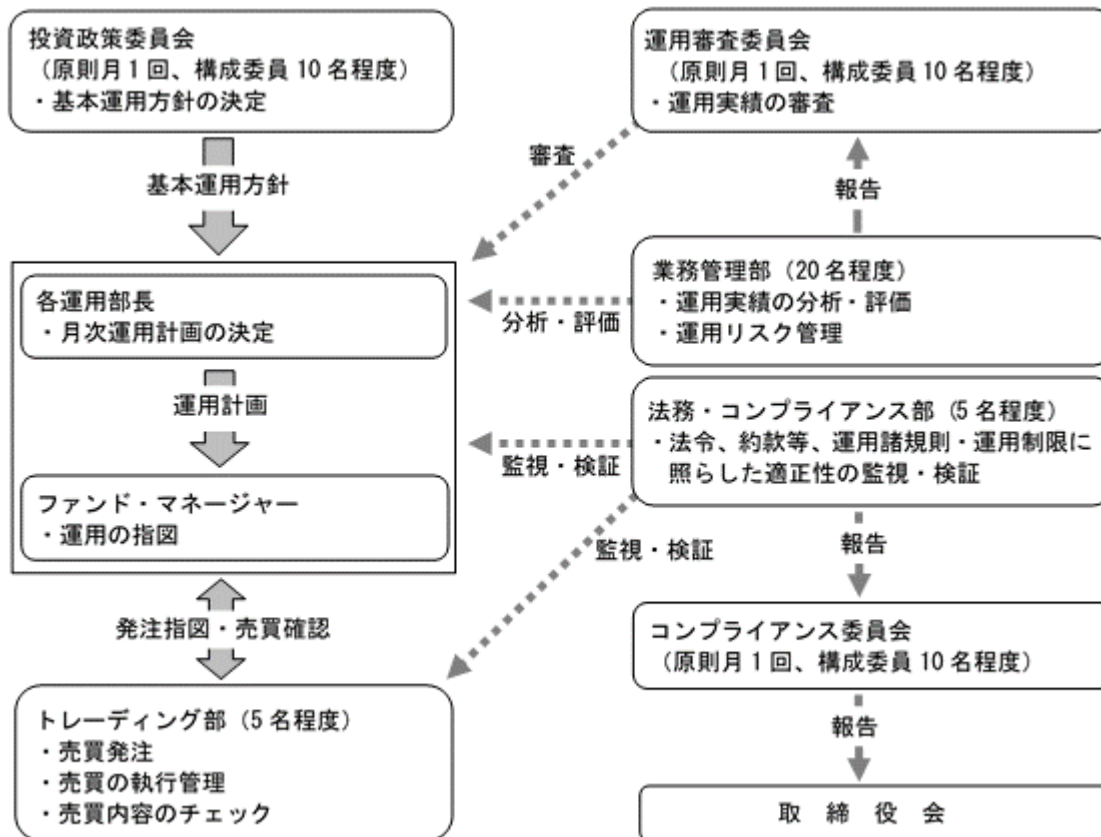 投資政策委員会
（原則月1回、構成委員10名程度）
・基本運用方針の決定
基本運用方針
各運用部長
・月次運用計画の決定
運用計画
ファンド・マネージャー
・運用の指図
発注指図・売買確認
トレーディング部（5名程度）
・売買発注
・売買の執行管理
・売買内容のチェック
運用審査委員会
（原則月1回、構成委員10名程度）
・運用実績の審査
審査
報告
業務管理部（20名程度）
・運用実績の分析・評価
・運用リスク管理
分析・評価
法務・コンプライアンス部（5名程度）
・法令、約款等、運用諸規則・運用制限に
照らした適正性の監視・検証
監視・検証
監視・検証
報告
コンプライアンス委員会
（原則月1回、構成委員10名程度）
報告
取締役会